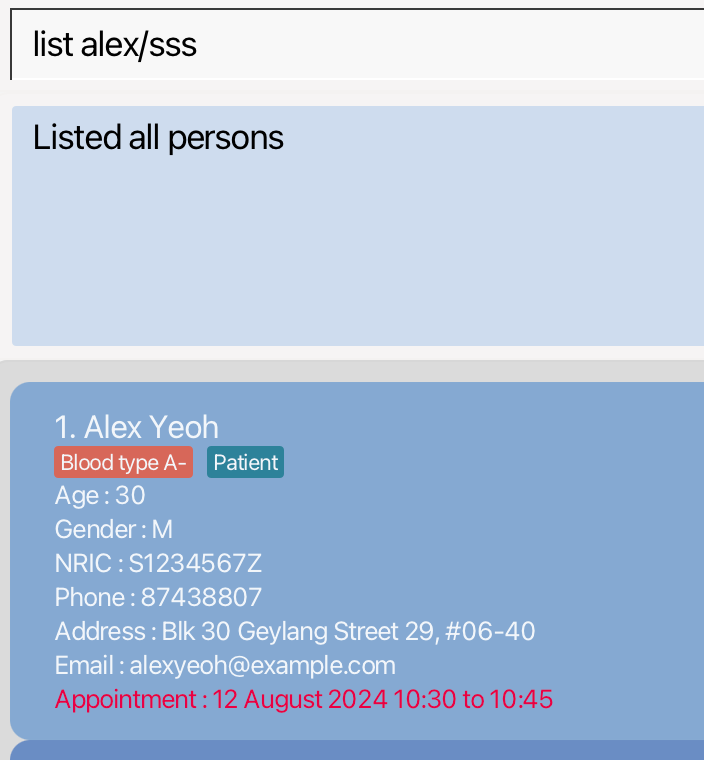 list alex/sss
Listed all persons
1. Alex Yeoh
Blood type A- Patient
Age : 30
Gender : M
NRIC : S1234567Z
Phone : 87438807
Address : Blk 30 Geylang Street 29, #06-40
Email : alexyeoh@example.com
Appointment : 12 August 2024 10:30 to 10:45